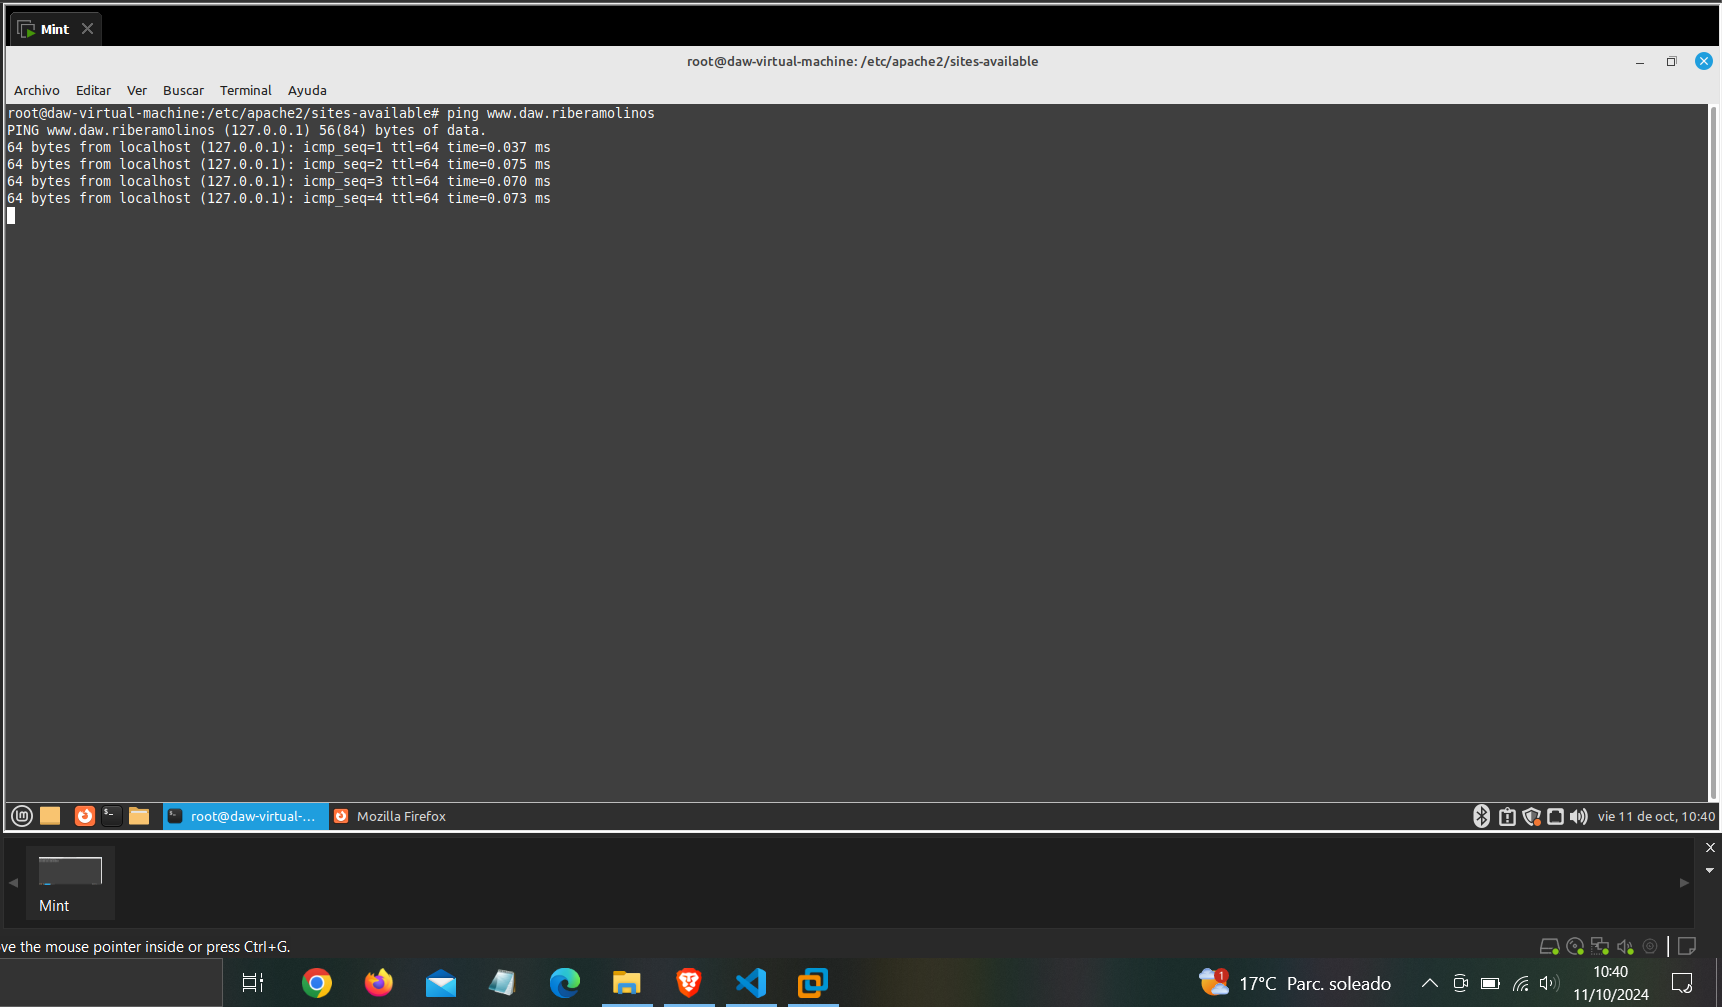 Mint
root@daw-virtual-machine: /etc/apache2/sites-available
Archivo Editar Ver Buscar Terminal Ayuda
root@daw-virtual-machine:/etc/apache2/sites-available# ping www.daw.riberamolinos
PING www.daw.riberamolinos (127.0.0.1) 56(84) bytes of data.
64 bytes from localhost (127.0.0.1): icmp_seq=1 ttl=64 time=0.037 ms
64 bytes from localhost (127.0.0.1): icmp_seq=2 ttl=64 time=0.075 ms
64 bytes from localhost (127.0.0.1): icmp_seq=3 ttl=64 time=0.070 ms
64 bytes from localhost (127.0.0.1): icmp_seq=4 ttl=64 time=0.073 ms
root@daw-virtual-... Mozilla Firefox vie 11 de oct, 10:40
Mint
ve the mouse pointer inside or press Ctrl+G.
1 17°C Parc. soleado 10:40
11/10/2024